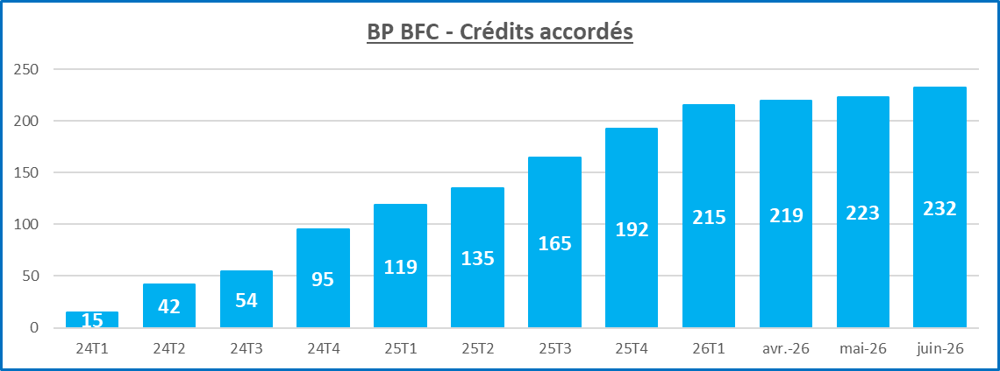 BP BFC - Crédits accordés
250
200
150
100
50
0
15
42
54
95
119
135
165
192
215
219
223
232
24T1
24T2
24T3
24T4
25T1
25T2
25T3
25T4
26T1
avr.-26
mai-26
juin-26